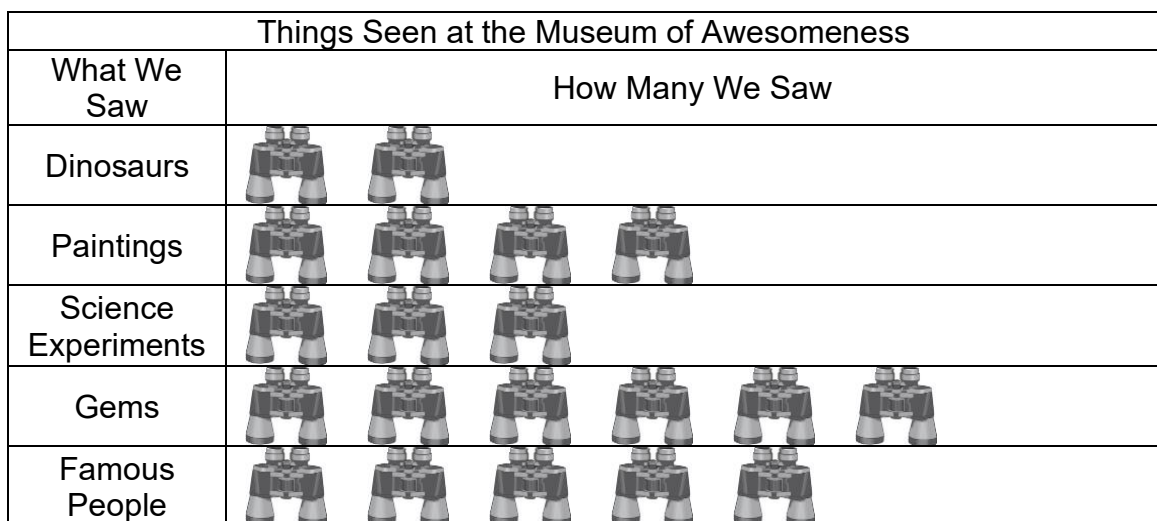 Things Seen at the Museum of Awesomeness
What We
Saw
How Many We Saw
Dinosaurs
Paintings
Science
Experiments
Gems
Famous
People